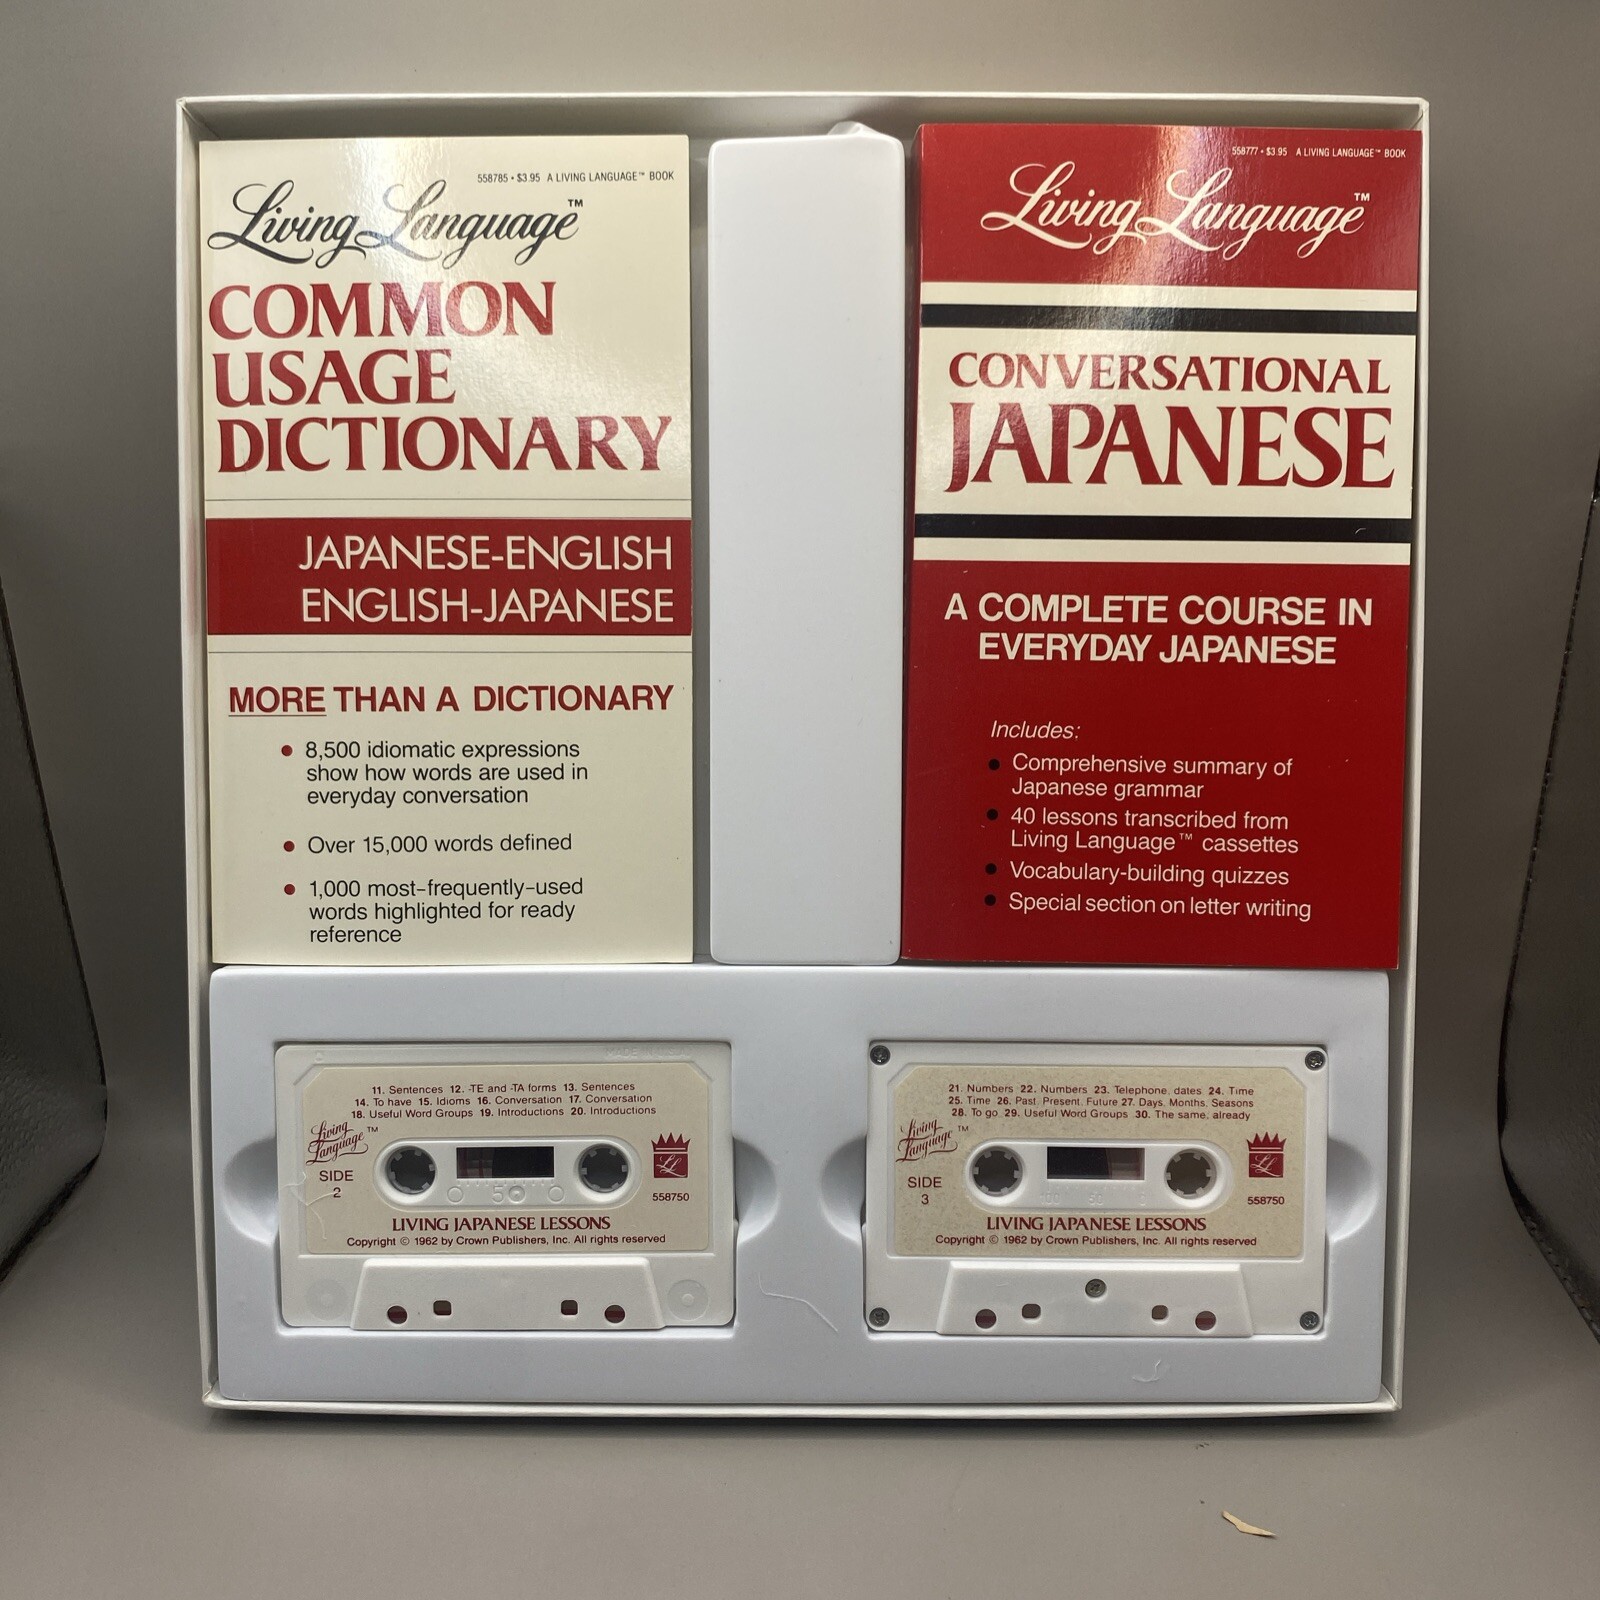 558785 • $3.95 A LIVING LANGUAGE™ BOOK
Living Language™
COMMON
USAGE
DICTIONARY
JAPANESE-ENGLISH
ENGLISH-JAPANESE
MORE THAN A DICTIONARY
• 8,500 idiomatic expressions
show how words are used in
everyday conversation
• Over 15,000 words defined
• 1,000 most-frequently-used
words highlighted for ready
reference
558777 • $3.95 A LIVING LANGUAGE™ BOOK
Living Language™
CONVERSATIONAL
JAPANESE
A COMPLETE COURSE IN
EVERYDAY JAPANESE
Includes:
• Comprehensive summary of
Japanese grammar
• 40 lessons transcribed from
Living Language™ cassettes
• Vocabulary-building quizzes
• Special section on letter writing
11. Sentences 12. -TE and -TA forms 13. Sentences
14. To have 15. Idioms 16. Conversation 17. Conversation
18. Useful Word Groups 19. Introductions 20. Introductions
Living
Language™
LL
SIDE
2
558750
50
LIVING JAPANESE LESSONS
Copyright © 1962 by Crown Publishers, Inc. All rights reserved
21. Numbers 22. Numbers 23. Telephone, dates 24. Time
25. Time 26. Past, Present, Future 27. Days, Months, Seasons
28. To go 29. Useful Word Groups 30. The same, already
Living
Language™
LL
SIDE
3
558750
100 50 0
LIVING JAPANESE LESSONS
Copyright © 1962 by Crown Publishers, Inc. All rights reserved